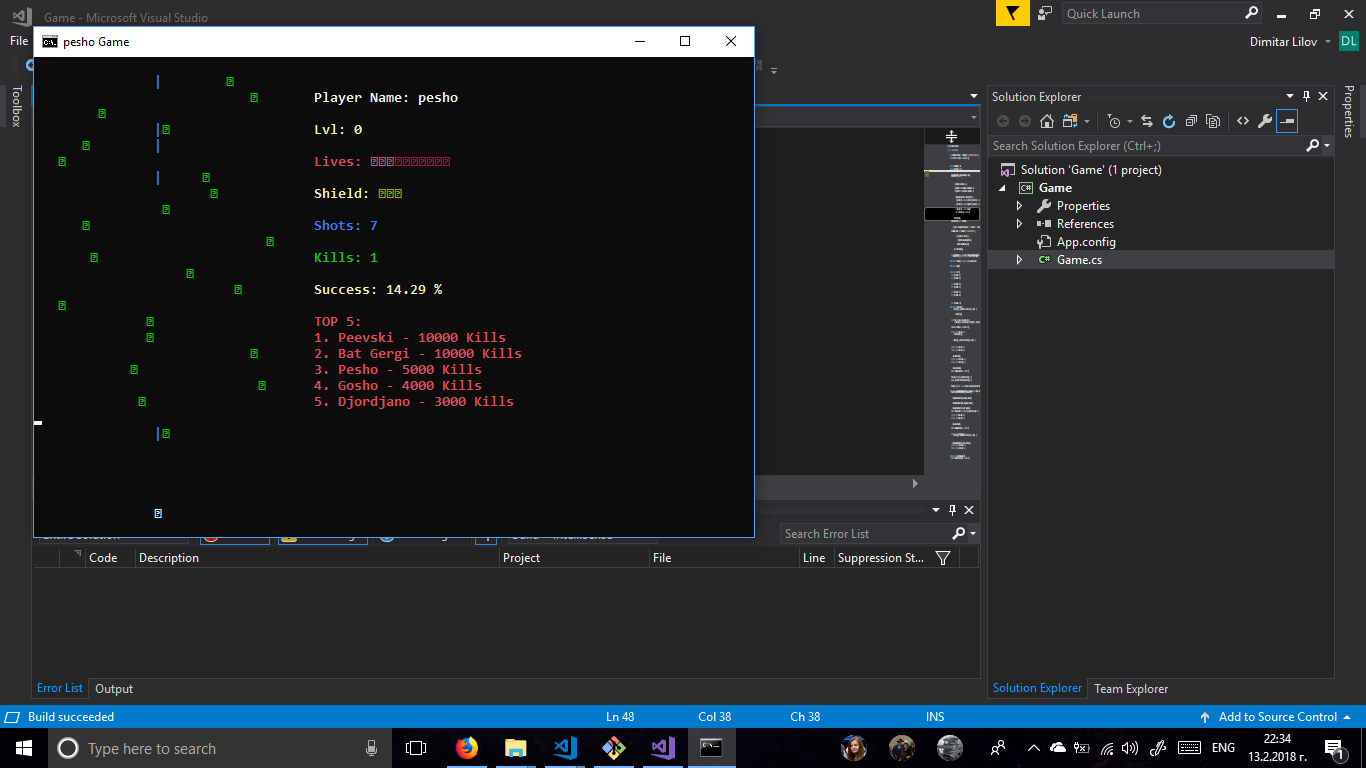 Game - Microsoft Visual Studio
Quick Launch
File
Dimitar Lilov
DL
pesho Game
Toolbox
Player Name: pesho
Lvl: 0
Lives:
Shield:
Shots: 7
Kills: 1
Success: 14.29 %
TOP 5:
1. Peevski - 10000 Kills
2. Bat Gergi - 10000 Kills
3. Pesho - 5000 Kills
4. Gosho - 4000 Kills
5. Djordjano - 3000 Kills
Solution Explorer
Properties
Search Solution Explorer (Ctrl+;)
Solution 'Game' (1 project)
Game
Properties
References
App.config
Game.cs
Search Error List
Code
Description
Project
File
Line
Suppression St...
Error List
Output
Solution Explorer
Team Explorer
Build succeeded
Ln 48
Col 38
Ch 38
INS
Add to Source Control
Type here to search
ENG
22:34
13.2.2018 г.
1